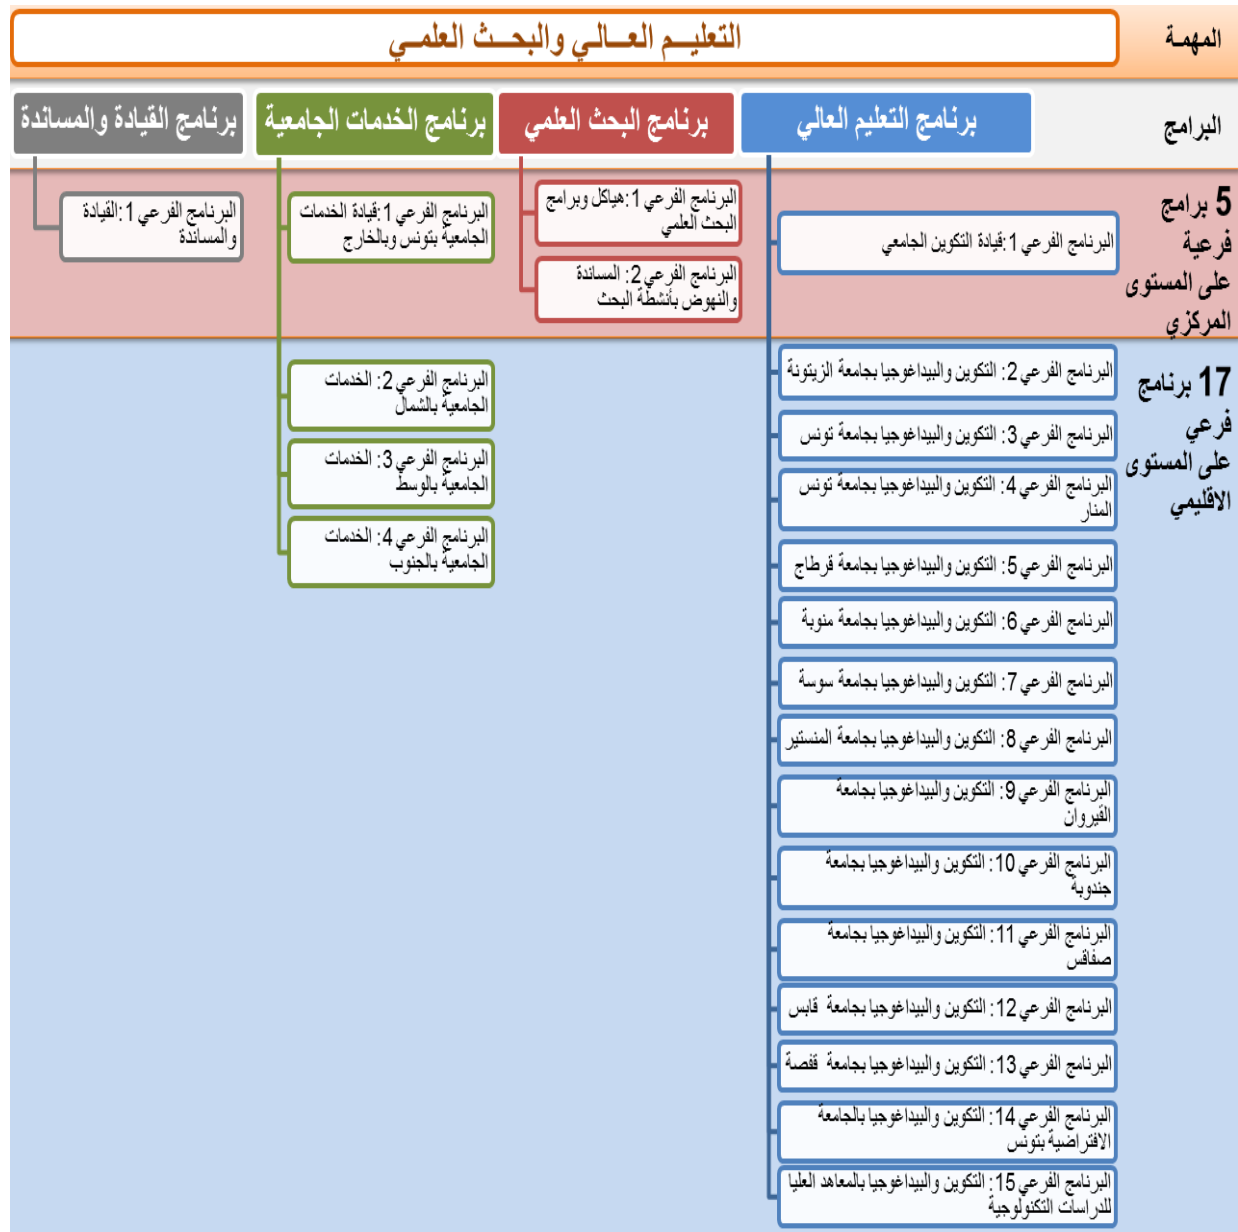 المهمة
التعليم العالي والبحث العلمي
البرامج
برنامج التعليم العالي
برنامج البحث العلمي
برنامج الخدمات الجامعية
برنامج القيادة والمساندة
5 برامج
فرعية
على المستوى
المركزي
البرنامج الفرعي 1:قيادة التكوين الجامعي
البرنامج الفرعي 1:هياكل وبرامج
البحث العلمي
البرنامج الفرعي 2: المساندة
والنهوض بأنشطة البحث
البرنامج الفرعي 1:قيادة الخدمات
الجامعية بتونس وبالخارج
البرنامج الفرعي 1:القيادة
والمساندة
17 برنامج
فرعي
على المستوى
الاقليمي
البرنامج الفرعي 2: التكوين والبيداغوجيا بجامعة الزيتونة
البرنامج الفرعي 3: التكوين والبيداغوجيا بجامعة تونس
البرنامج الفرعي 4: التكوين والبيداغوجيا بجامعة تونس
المنار
البرنامج الفرعي 5: التكوين والبيداغوجيا بجامعة قرطاج
البرنامج الفرعي 6: التكوين والبيداغوجيا بجامعة منوبة
البرنامج الفرعي 7: التكوين والبيداغوجيا بجامعة سوسة
البرنامج الفرعي 8: التكوين والبيداغوجيا بجامعة المنستير
البرنامج الفرعي 9: التكوين والبيداغوجيا بجامعة
القيروان
البرنامج الفرعي 10: التكوين والبيداغوجيا بجامعة
جندوبة
البرنامج الفرعي 11: التكوين والبيداغوجيا بجامعة
صفاقس
البرنامج الفرعي 12: التكوين والبيداغوجيا بجامعة قابس
البرنامج الفرعي 13: التكوين والبيداغوجيا بجامعة قفصة
البرنامج الفرعي 14: التكوين والبيداغوجيا بالجامعة
الافتراضية بتونس
البرنامج الفرعي 15: التكوين والبيداغوجيا بالمعاهد العليا
للدراسات التكنولوجية
البرنامج الفرعي 2: الخدمات
الجامعية بالشمال
البرنامج الفرعي 3: الخدمات
الجامعية بالوسط
البرنامج الفرعي 4: الخدمات
الجامعية بالجنوب